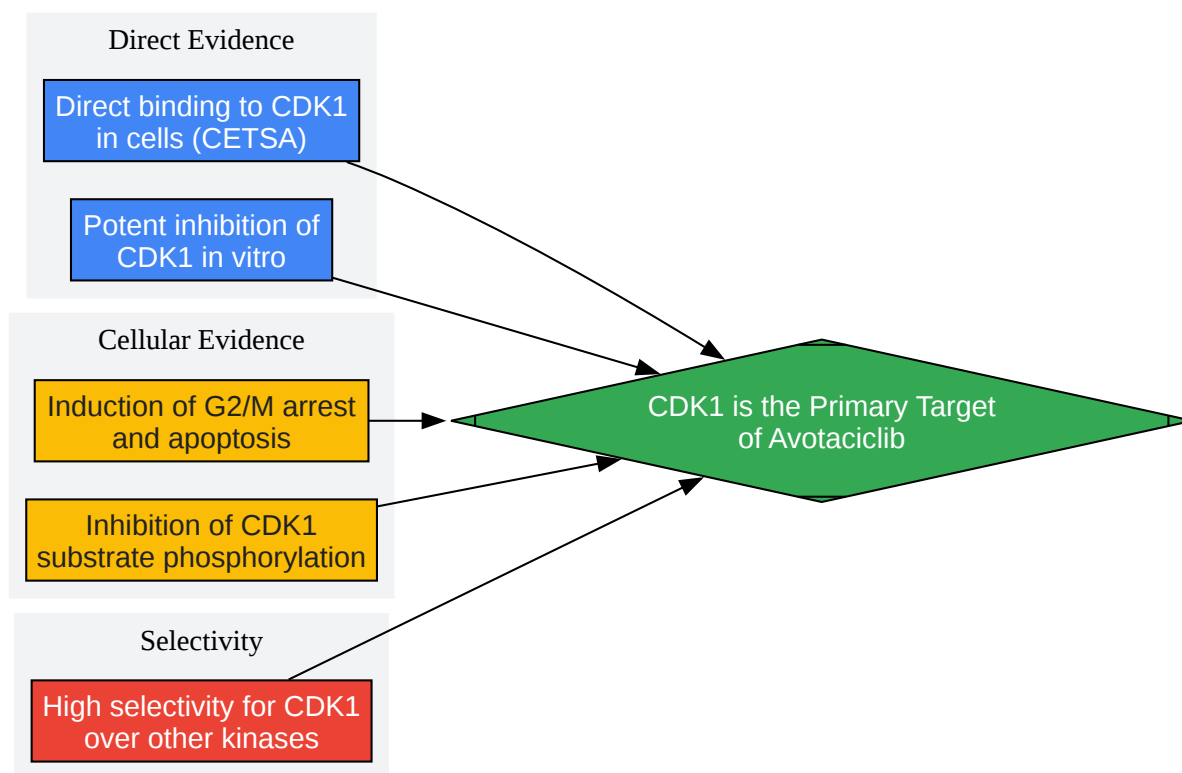 Direct Evidence
Direct binding to CDK1
in cells (CETSA)
Potent inhibition of
CDK1 in vitro
Cellular Evidence
Induction of G2/M arrest
and apoptosis
Inhibition of CDK1
substrate phosphorylation
Selectivity
High selectivity for CDK1
over other kinases
CDK1 is the Primary Target
of Avotaciclib